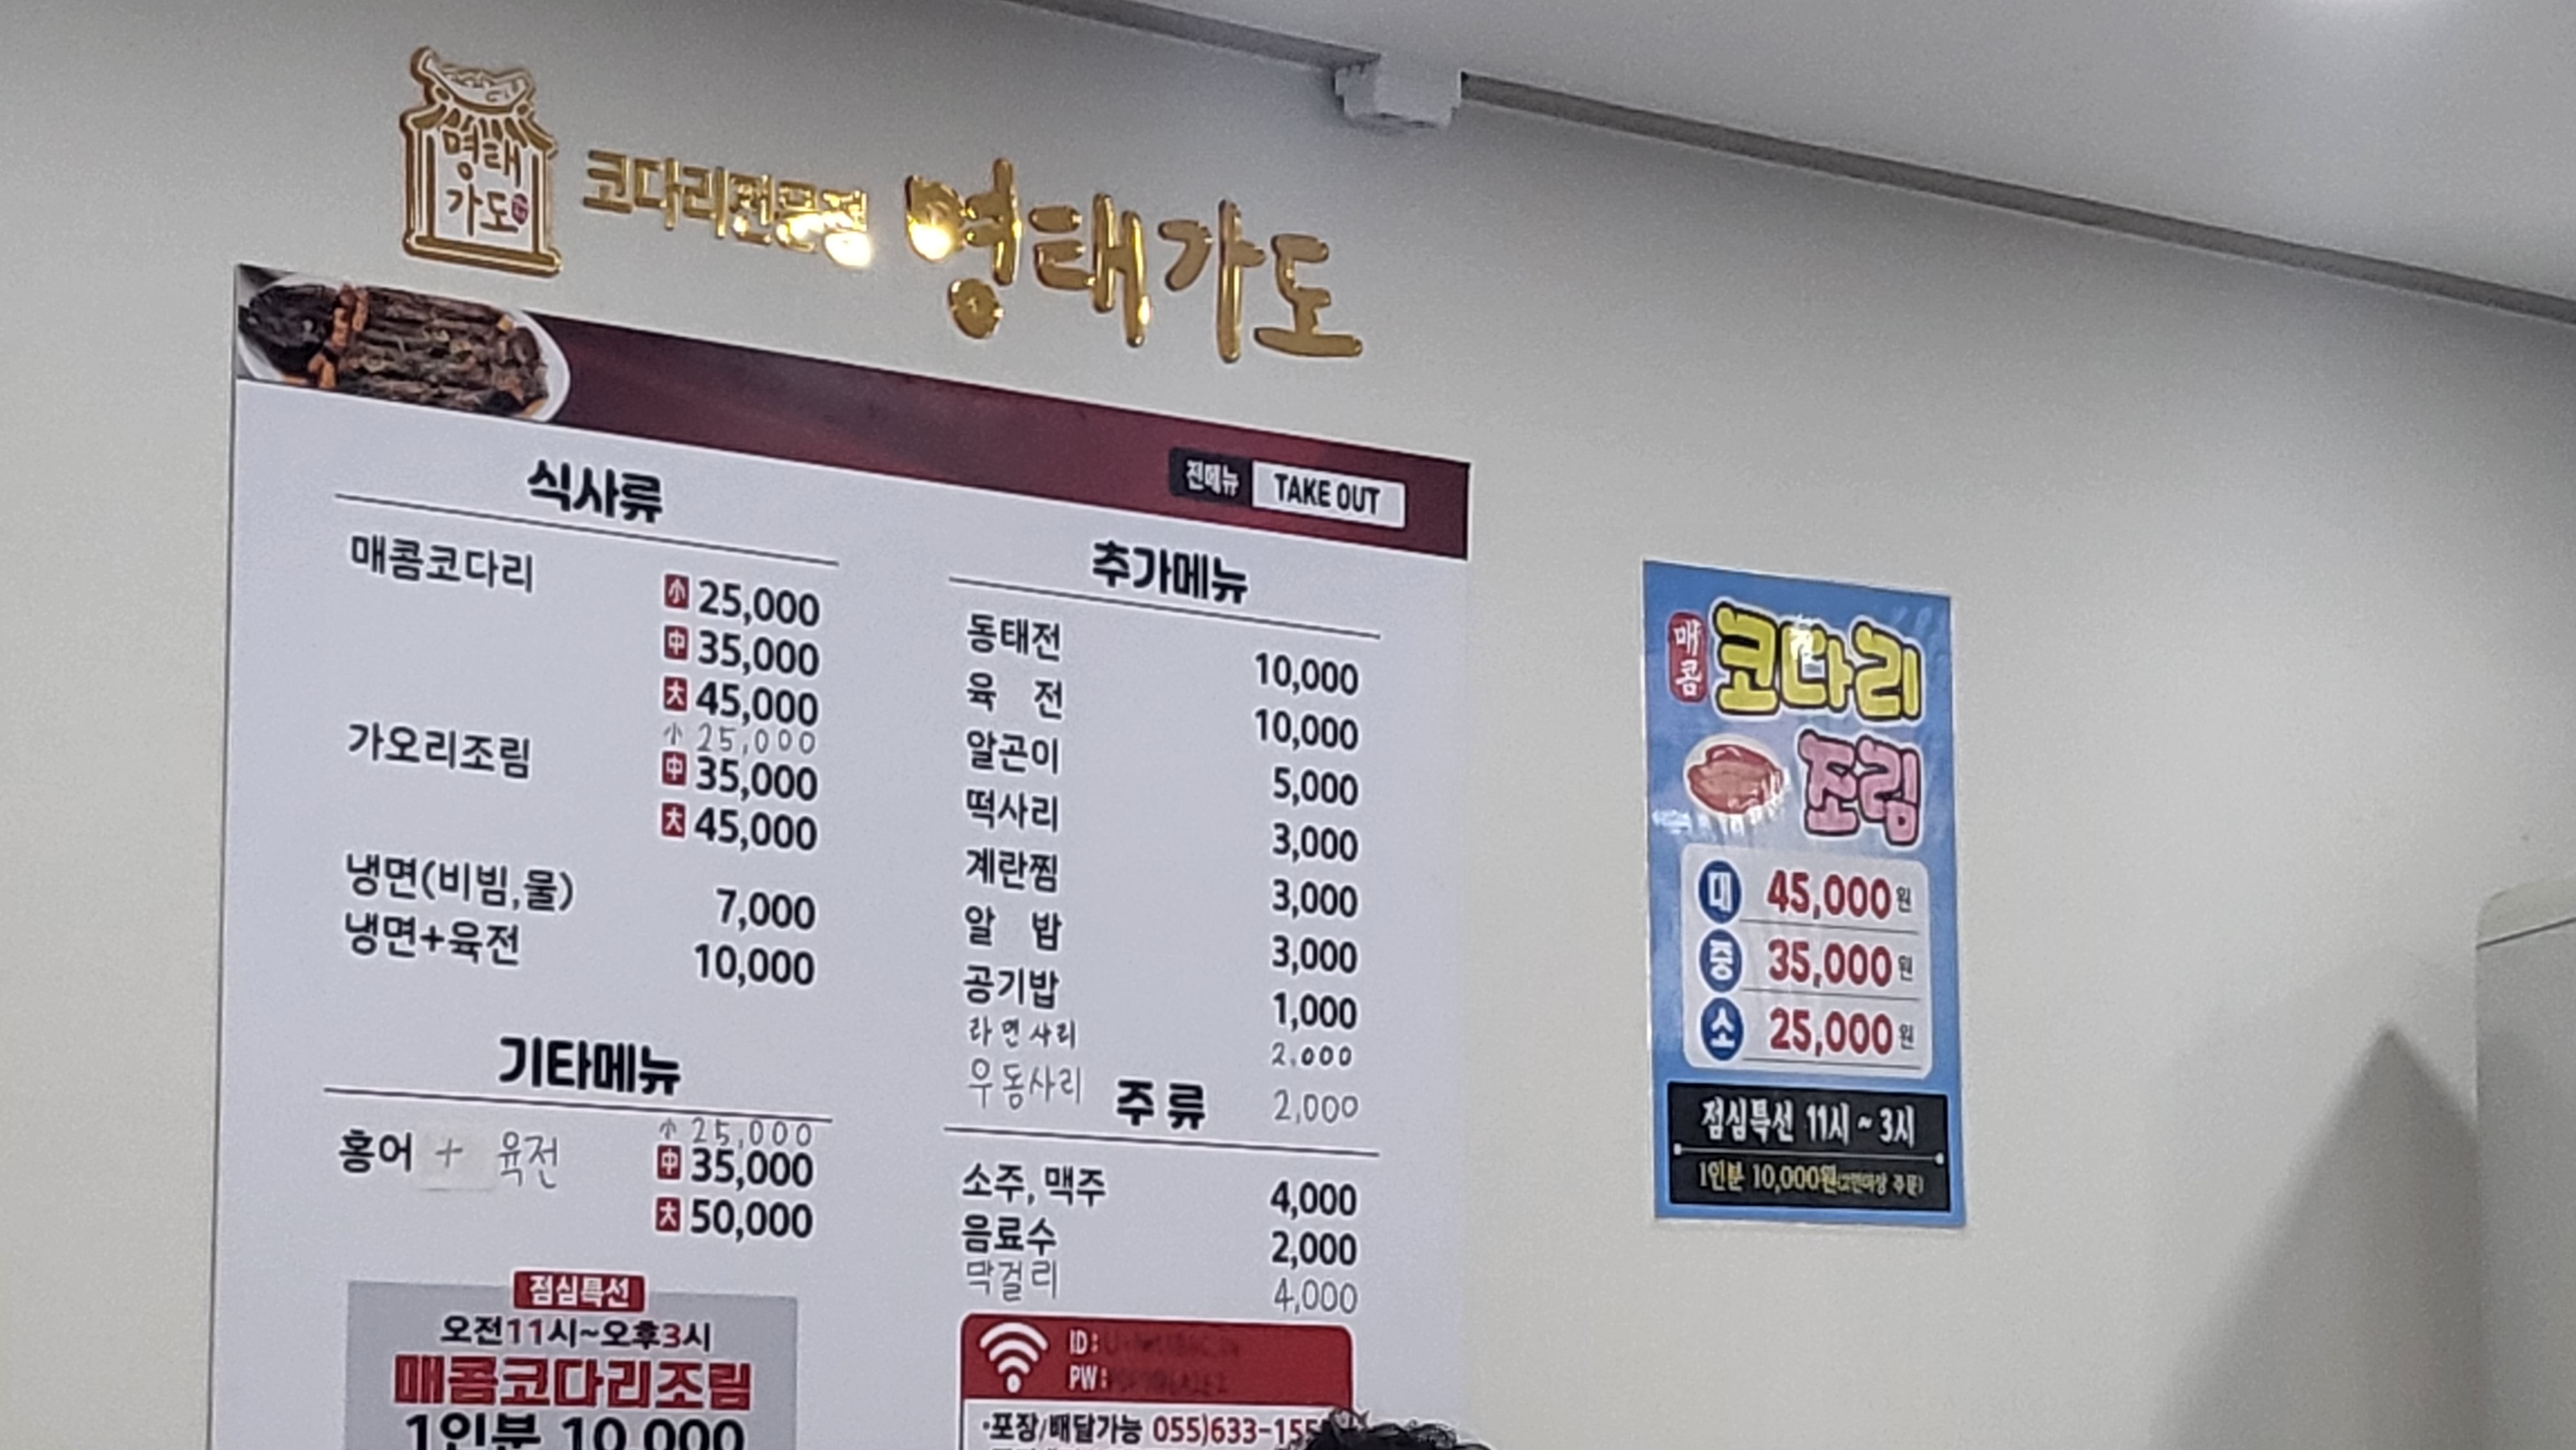 명태
가도
코다리전문점 명태가도
전메뉴 TAKE OUT
식사류
매콤코다리
小 25,000
中 35,000
大 45,000
가오리조림
小 25,000
中 35,000
大 45,000
냉면(비빔,물) 7,000
냉면+육전 10,000
기타메뉴
홍어 + 육전
小 25,000
中 35,000
大 50,000
점심특선
오전11시~오후3시
매콤코다리조림
1인분 10,000
추가메뉴
동태전 10,000
육 전 10,000
알곤이 5,000
떡사리 3,000
계란찜 3,000
알 밥 3,000
공기밥 1,000
라면사리 2.000
우동사리 2,000
주류
소주, 맥주 4,000
음료수 2,000
막걸리 4,000
ID:
PW:
·포장/배달가능 055)633-155
매콤
코다리
조림
대 45,000원
중 35,000원
소 25,000원
점심특선 11시 ~ 3시
1인분 10,000원(2인이상 주문)